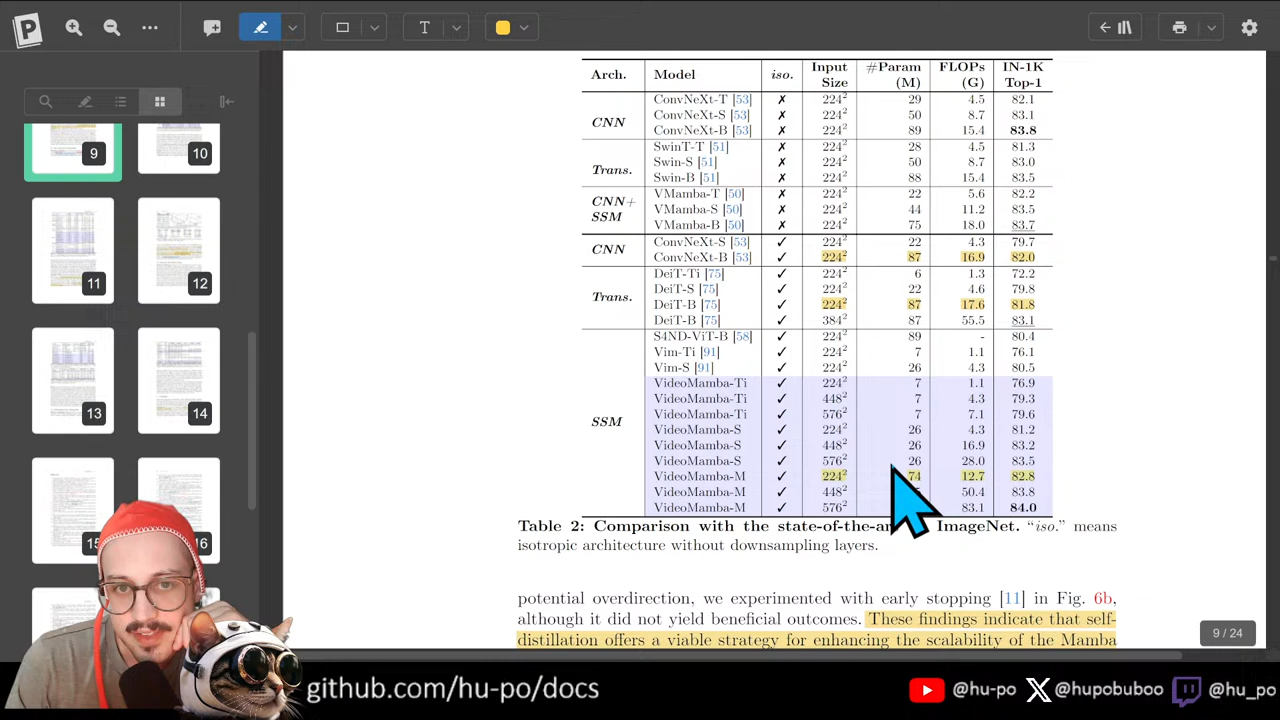 T
Arch. Model iso. Input Size #Param (M) FLOPs (G) IN-1K Top-1
CNN
ConvNeXt-T [53] ✗ 224² 29 4.5 82.1
ConvNeXt-S [53] ✗ 224² 50 8.7 83.1
ConvNeXt-B [53] ✗ 224² 89 15.4 83.8
Trans.
SwinT-T [51] ✗ 224² 28 4.5 81.3
Swin-S [51] ✗ 224² 50 8.7 83.0
Swin-B [51] ✗ 224² 88 15.4 83.5
CNN+
SSM
VMamba-T [50] ✗ 224² 22 5.6 82.2
VMamba-S [50] ✗ 224² 44 11.2 83.5
VMamba-B [50] ✗ 224² 75 18.0 83.7
CNN
ConvNeXt-S [53] ✓ 224² 22 4.3 79.7
ConvNeXt-B [53] ✓ 224² 87 16.9 82.0
Trans.
DeiT-Ti [75] ✓ 224² 6 1.3 72.2
DeiT-S [75] ✓ 224² 22 4.6 79.8
DeiT-B [75] ✓ 224² 87 17.6 81.8
DeiT-B [75] ✓ 384² 87 55.5 83.1
SSM
S4ND-ViT-B [58] ✓ 224² 89 - 80.4
Vim-Ti [91] ✓ 224² 7 1.1 76.1
Vim-S [91] ✓ 224² 26 4.3 80.5
VideoMamba-Ti ✓ 224² 7 1.1 76.9
VideoMamba-Ti ✓ 448² 7 4.3 79.3
VideoMamba-Ti ✓ 576² 7 7.1 79.6
VideoMamba-S ✓ 224² 26 4.3 81.2
VideoMamba-S ✓ 448² 26 16.9 83.2
VideoMamba-S ✓ 576² 26 28.0 83.5
VideoMamba-M ✓ 224² 74 12.7 82.8
VideoMamba-M ✓ 448² 50.4 83.8
VideoMamba-M ✓ 576² 83.1 84.0
Table 2: Comparison with the state-of-the-ar ImageNet. “iso.” means
isotropic architecture without downsampling layers.
potential overdirection, we experimented with early stopping [11] in Fig. 6b,
although it did not yield beneficial outcomes. These findings indicate that self-
distillation offers a viable strategy for enhancing the scalability of the Mamba
9
10
11
12
13
14
15
16
9 / 24
github.com/hu-po/docs
@hu-po
@hupobuboo
@hu_po